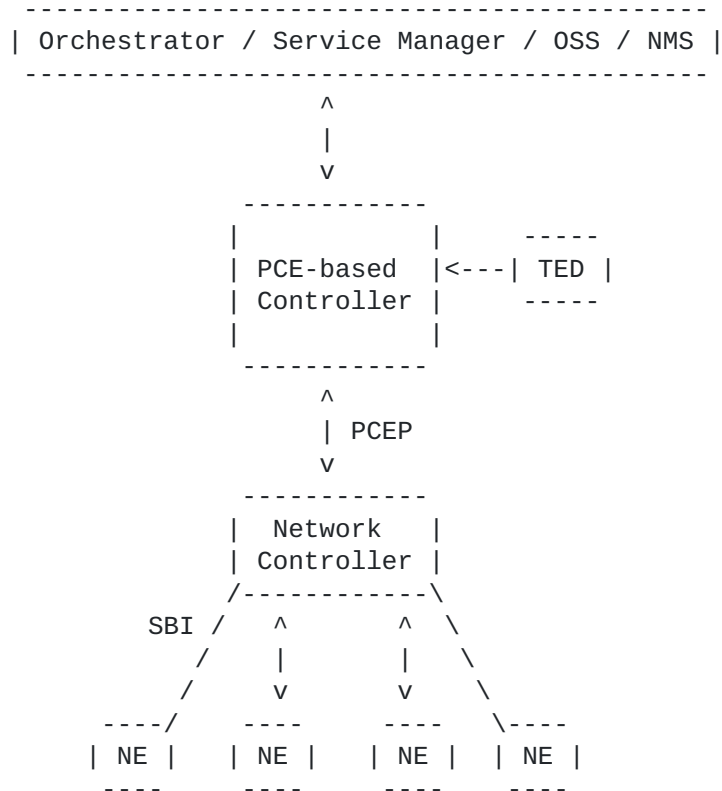 Orchestrator / Service Manager / OSS / NMS
PCE-based
Controller
TED
PCEP
Network
Controller
SBI
NE NE NE NE